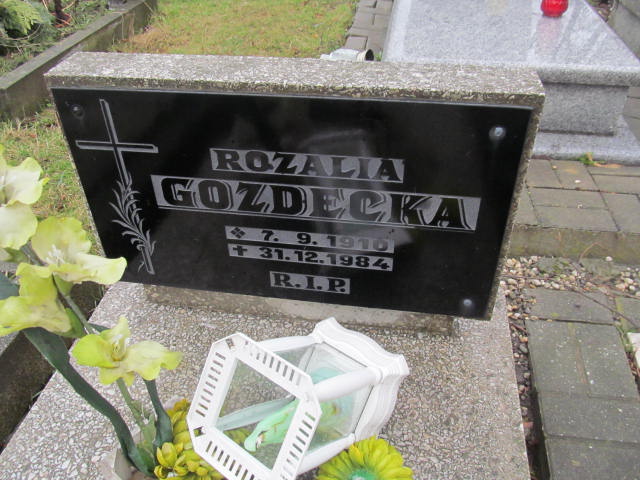 ROZALIA
GOZDECKA
7. 9. 1910
31.12.1984
R.I.P.